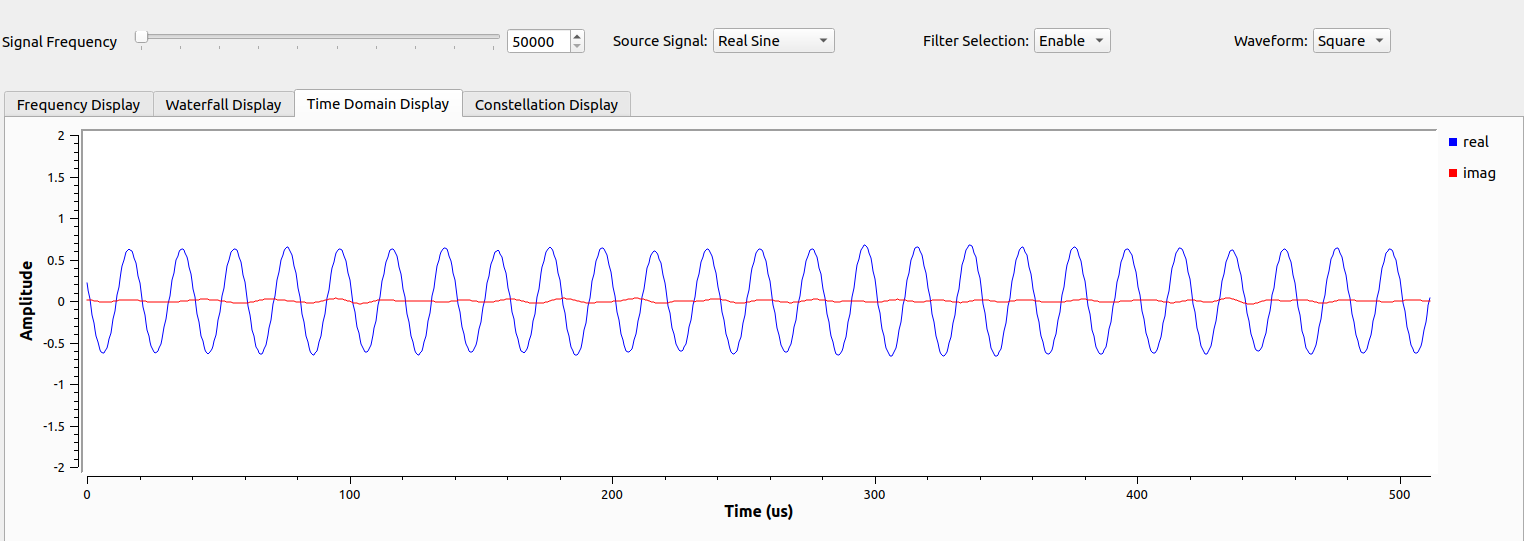 Signal Frequency 50000 Source Signal: Real Sine Filter Selection: Enable Waveform: Square
Frequency Display Waterfall Display Time Domain Display Constellation Display
2
1.5
1
0.5
0
-0.5
-1
-1.5
-2
Amplitude
real
imag
0 100 200 300 400 500
Time (us)